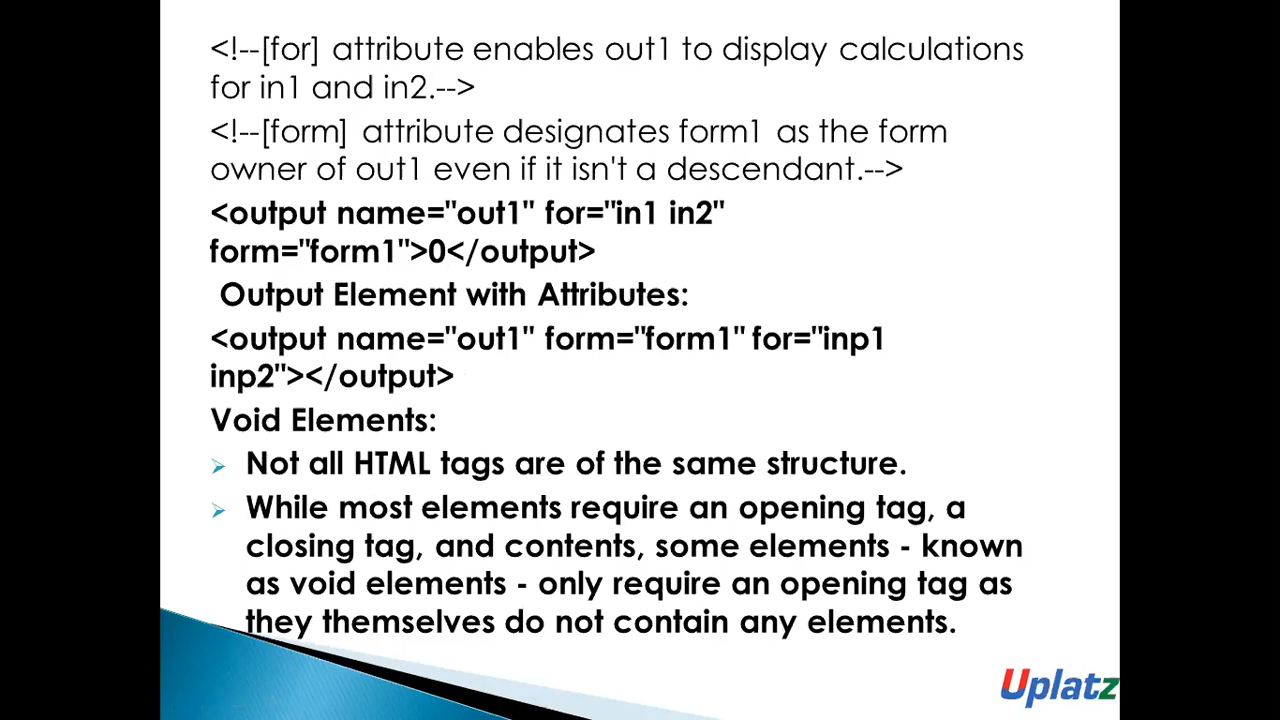 <!--[for] attribute enables out1 to display calculations
for in1 and in2.-->
<!--[form] attribute designates form1 as the form
owner of out1 even if it isn't a descendant.-->
<output name="out1" for="in1 in2"
form="form1">0</output>
Output Element with Attributes:
<output name="out1" form="form1" for="inp1
inp2"></output>
Void Elements:
Not all HTML tags are of the same structure.
While most elements require an opening tag, a
closing tag, and contents, some elements - known
as void elements - only require an opening tag as
they themselves do not contain any elements.
Uplatz